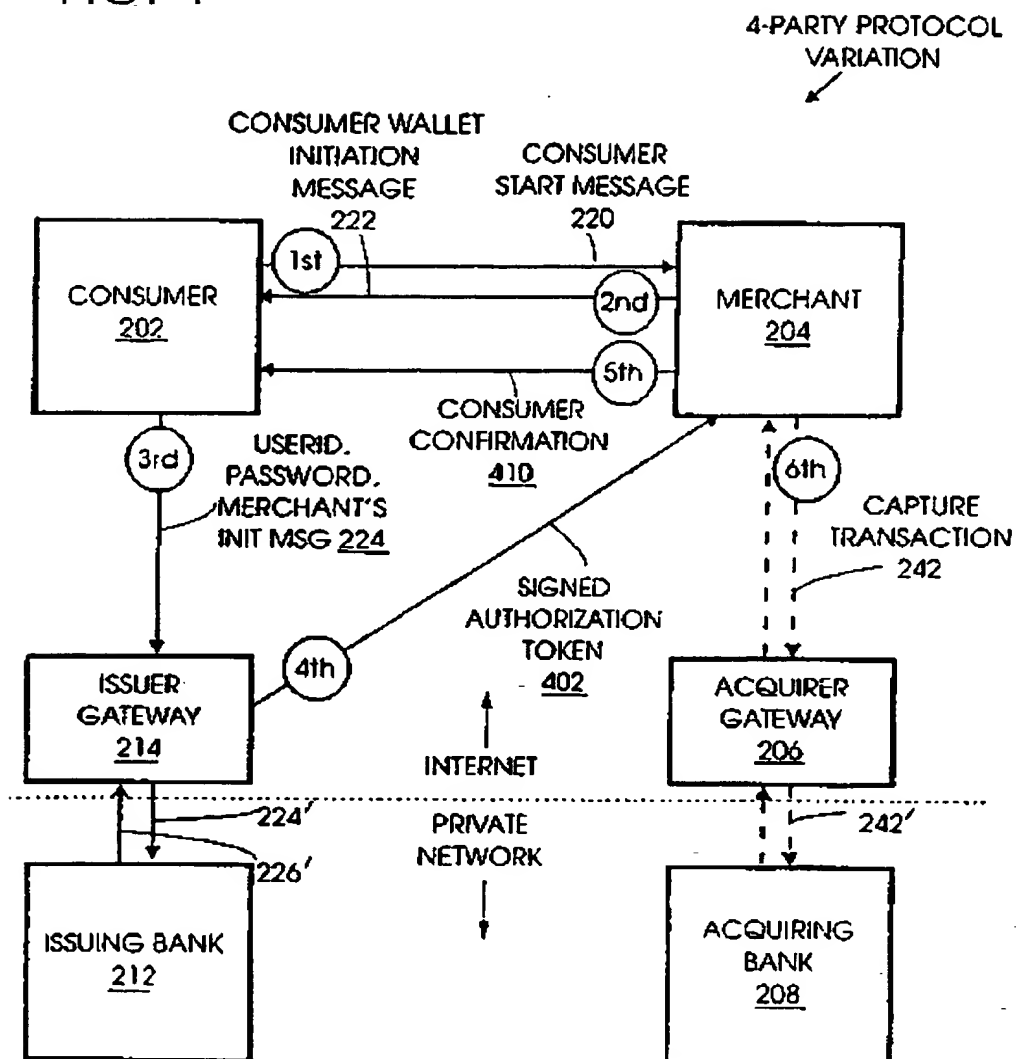 4-PARTY PROTOCOL
VARIATION
CONSUMER WALLET
INITIATION
MESSAGE
222
CONSUMER
START MESSAGE
220
CONSUMER
202
1st
2nd
5th
MERCHANT
204
CONSUMER
CONFIRMATION
410
3rd
USERID.
PASSWORD.
MERCHANT'S
INIT MSG 224
6th
CAPTURE
TRANSACTION
242
SIGNED
AUTHORIZATION
TOKEN
402
4th
ISSUER
GATEWAY
214
ACQUIRER
GATEWAY
206
INTERNET
224'
PRIVATE
NETWORK
242'
226'
ISSUING BANK
212
ACQUIRING
BANK
208